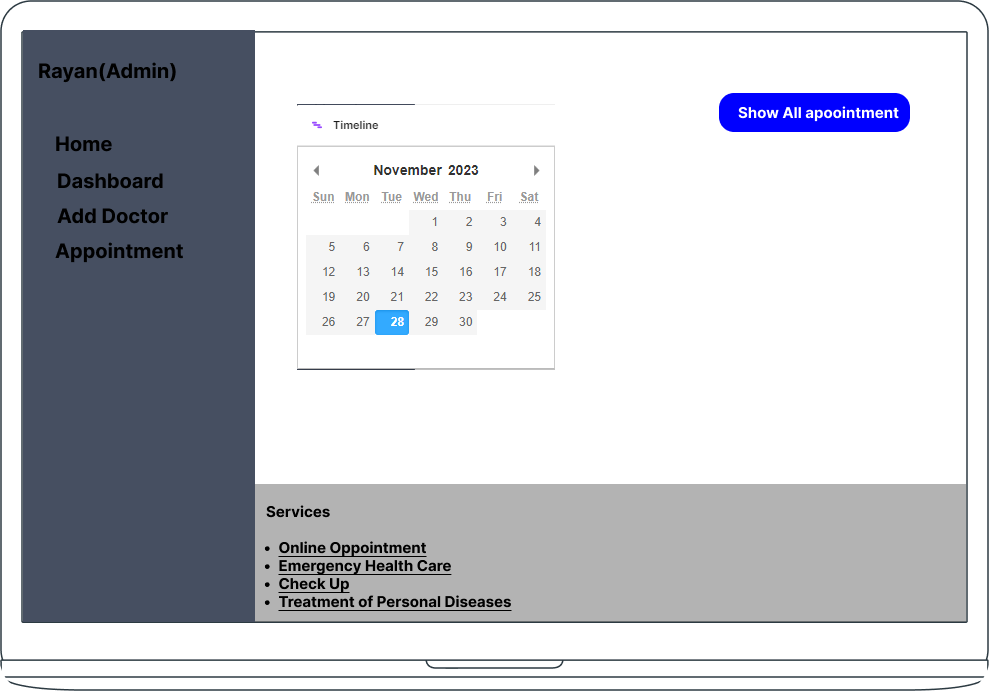 Rayan(Admin)
Home
Dashboard
Add Doctor
Appointment
Timeline
Show All apoointment
November 2023
Sun Mon Tue Wed Thu Fri Sat
1 2 3 4
5 6 7 8 9 10 11
12 13 14 15 16 17 18
19 20 21 22 23 24 25
26 27 28 29 30
Services
• Online Oppointment
• Emergency Health Care
• Check Up
• Treatment of Personal Diseases